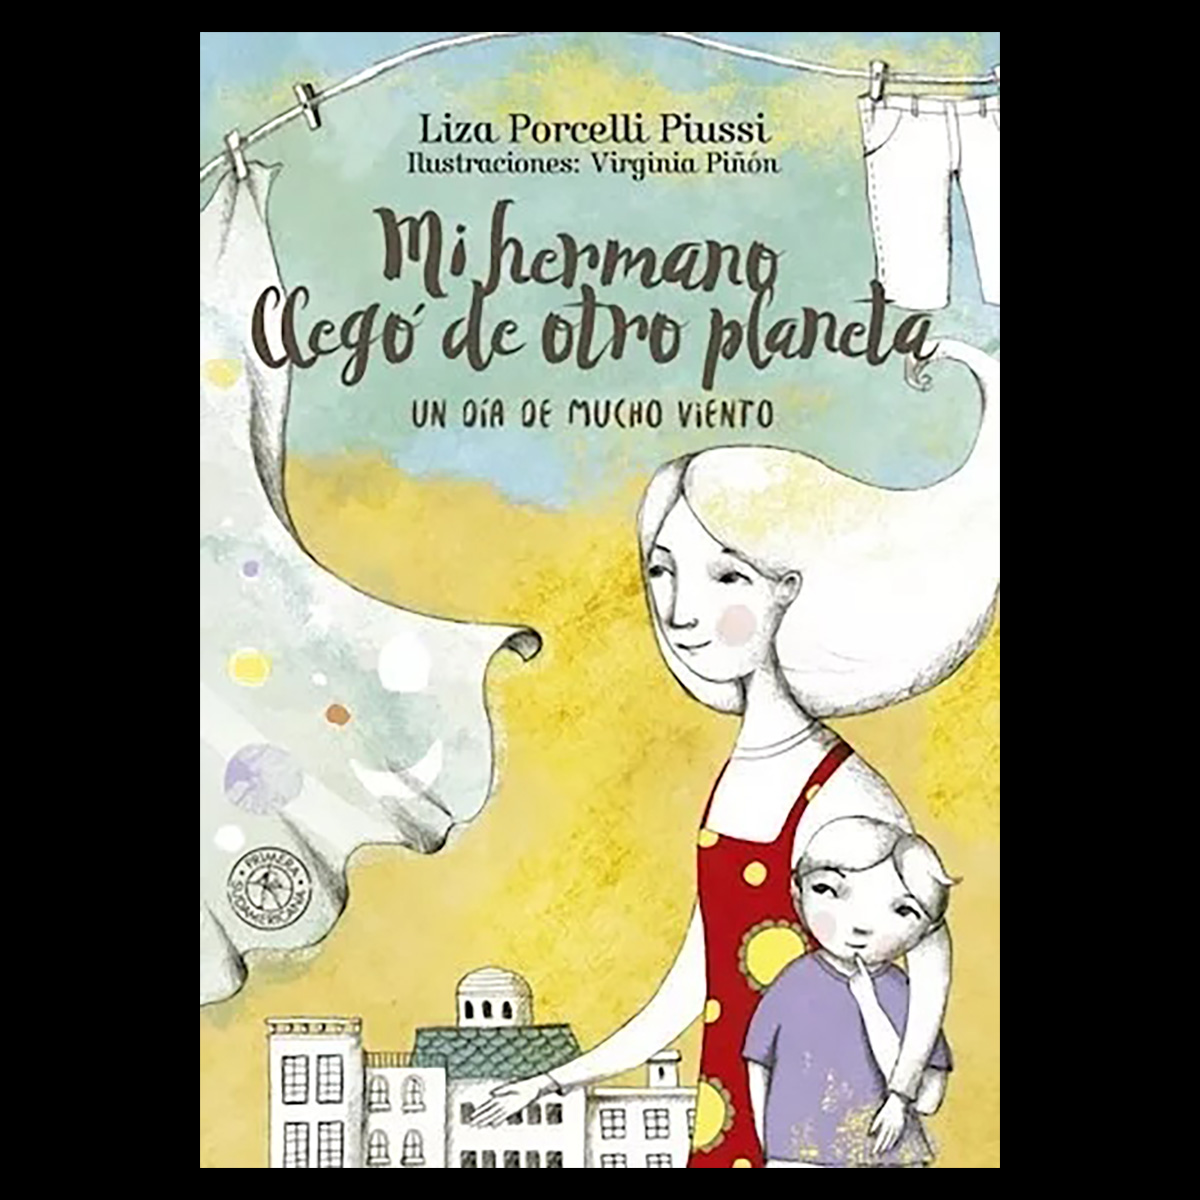 Liza Porcelli Piussi
Ilustraciones: Virginia Piñón
Mi hermano
llegó de otro planeta
UN DÍA DE MUCHO VIENTO
PRIMERA
SUDAMERICANA